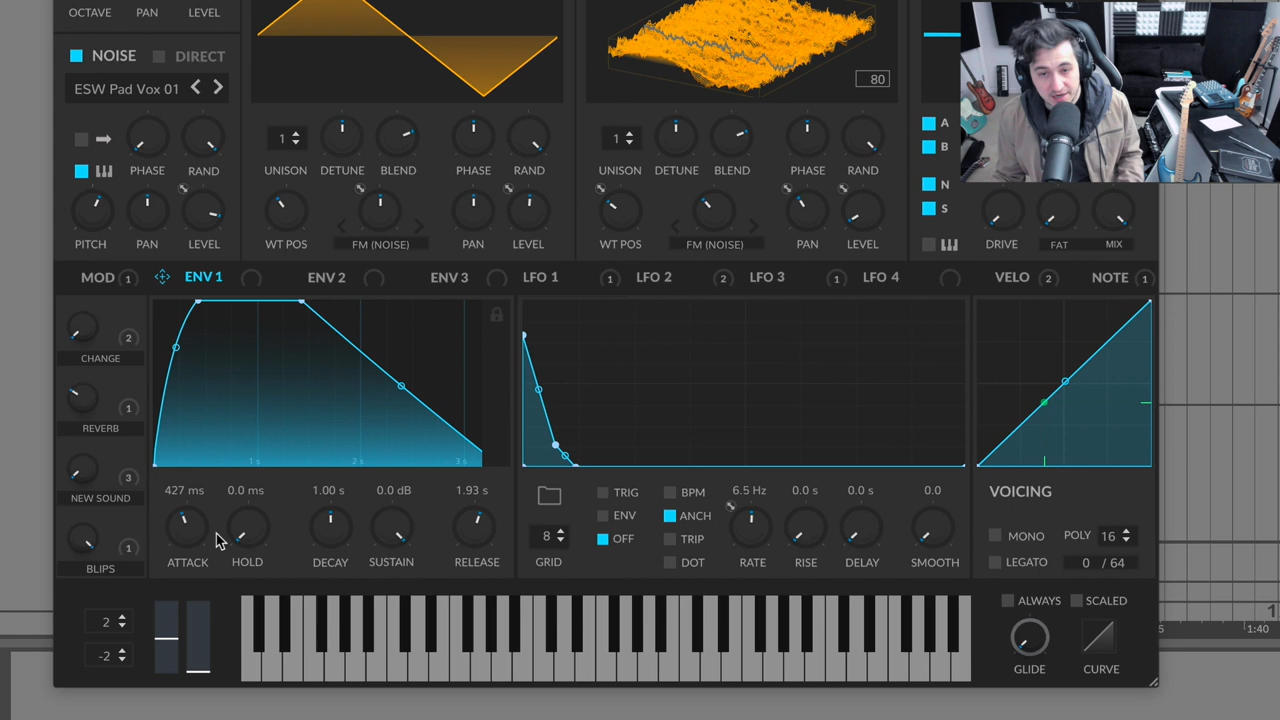 OCTAVE PAN LEVEL
NOISE DIRECT
ESW Pad Vox 01
80
1
1
A
B
PHASE RAND
UNISON DETUNE BLEND PHASE RAND
UNISON DETUNE BLEND PHASE RAND
N
S
PITCH PAN LEVEL
WT POS FM (NOISE) PAN LEVEL
WT POS FM (NOISE) PAN LEVEL
DRIVE FAT MIX
MOD 1 ENV 1 ENV 2 ENV 3 LFO 1 1 LFO 2 2 LFO 3 1 LFO 4 VELO 2 NOTE 1
2
CHANGE
1
REVERB
3
NEW SOUND
1
BLIPS
1 s 2 s 3 s
427 ms 0.0 ms 1.00 s 0.0 dB 1.93 s
ATTACK HOLD DECAY SUSTAIN RELEASE
8
GRID
TRIG
ENV
OFF
BPM
ANCH
TRIP
DOT
6.5 Hz 0.0 s 0.0 s 0.0
RATE RISE DELAY SMOOTH
VOICING
MONO POLY 16
LEGATO 0 / 64
2
-2
ALWAYS SCALED
GLIDE CURVE
1
5 1:40